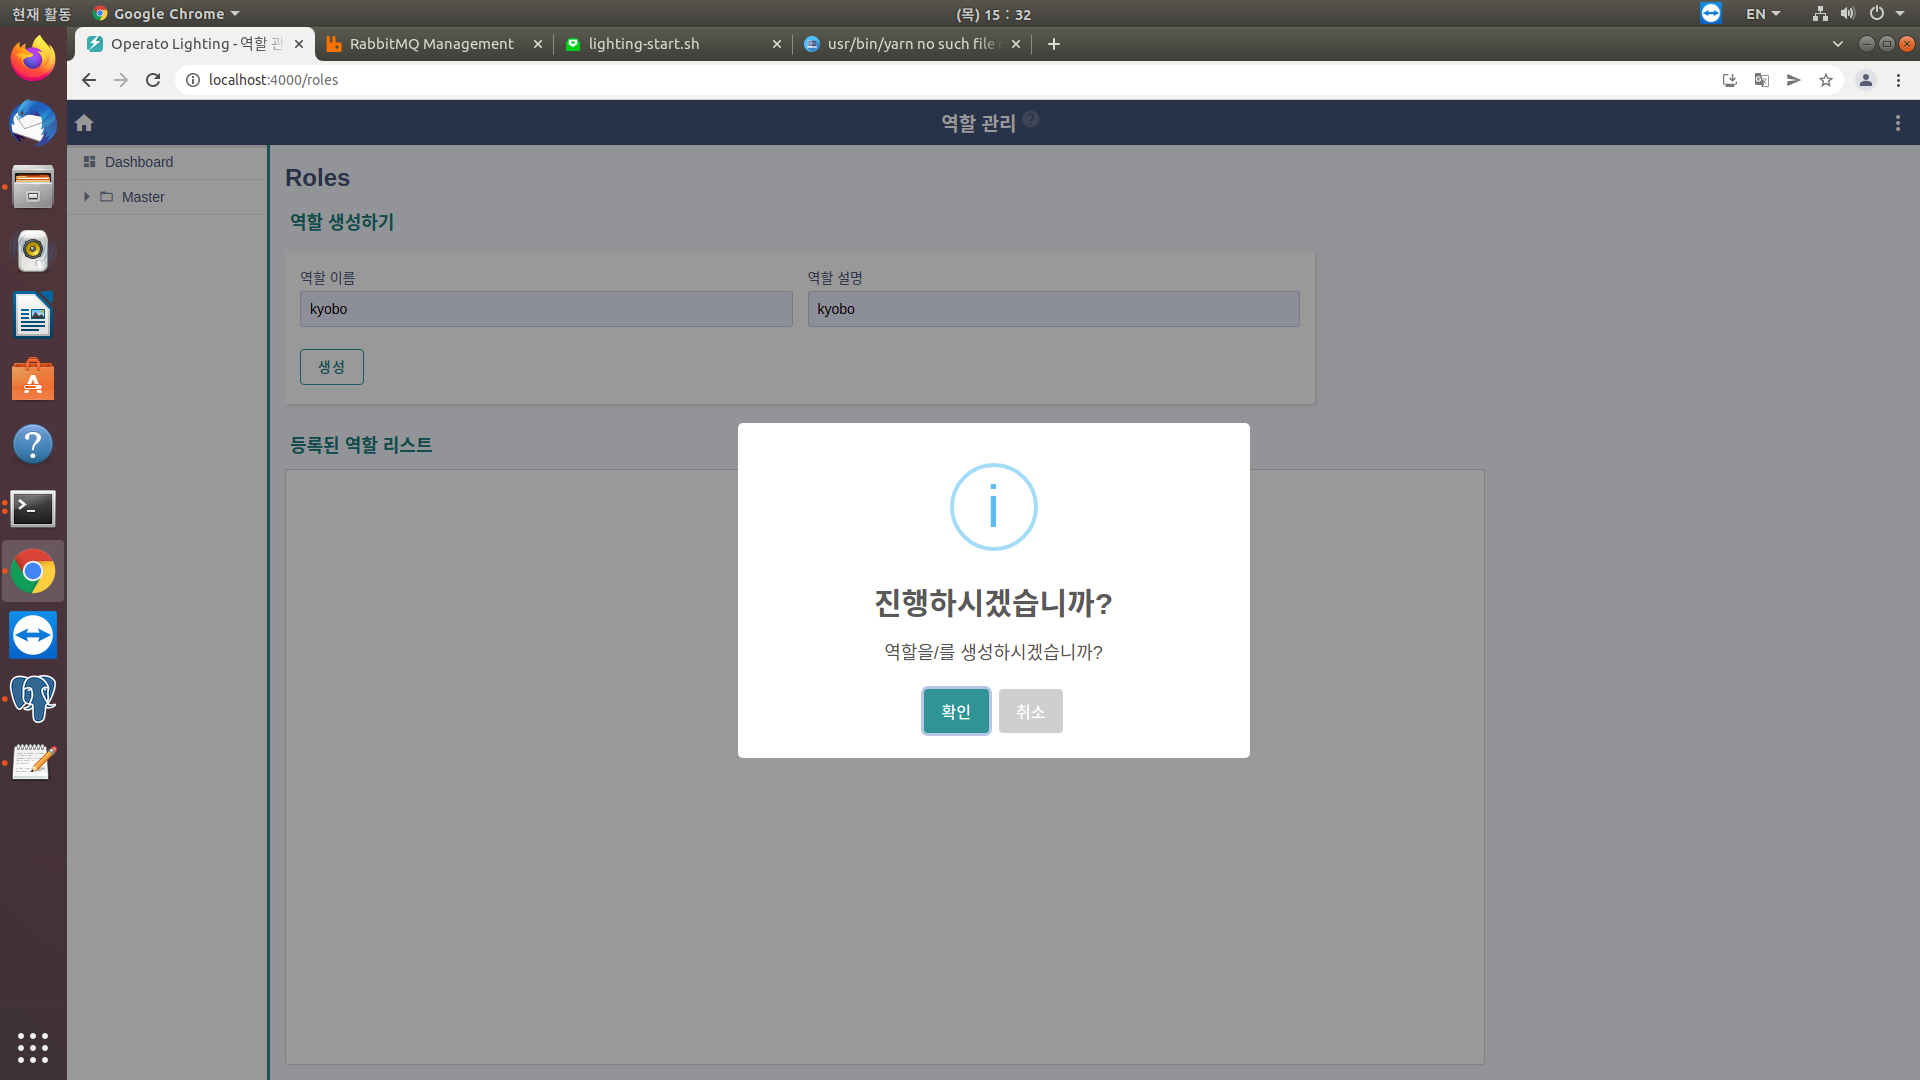 현재 활동
Google Chrome
(목) 15 : 32
EN
Operato Lighting - 역할 관
RabbitMQ Management
lighting-start.sh
usr/bin/yarn no such file
localhost:4000/roles
역할 관리
Dashboard
Master
Roles
역할 생성하기
역할 이름
역할 설명
kyobo
kyobo
생성
등록된 역할 리스트
진행하시겠습니까?
역할을/를 생성하시겠습니까?
확인
취소